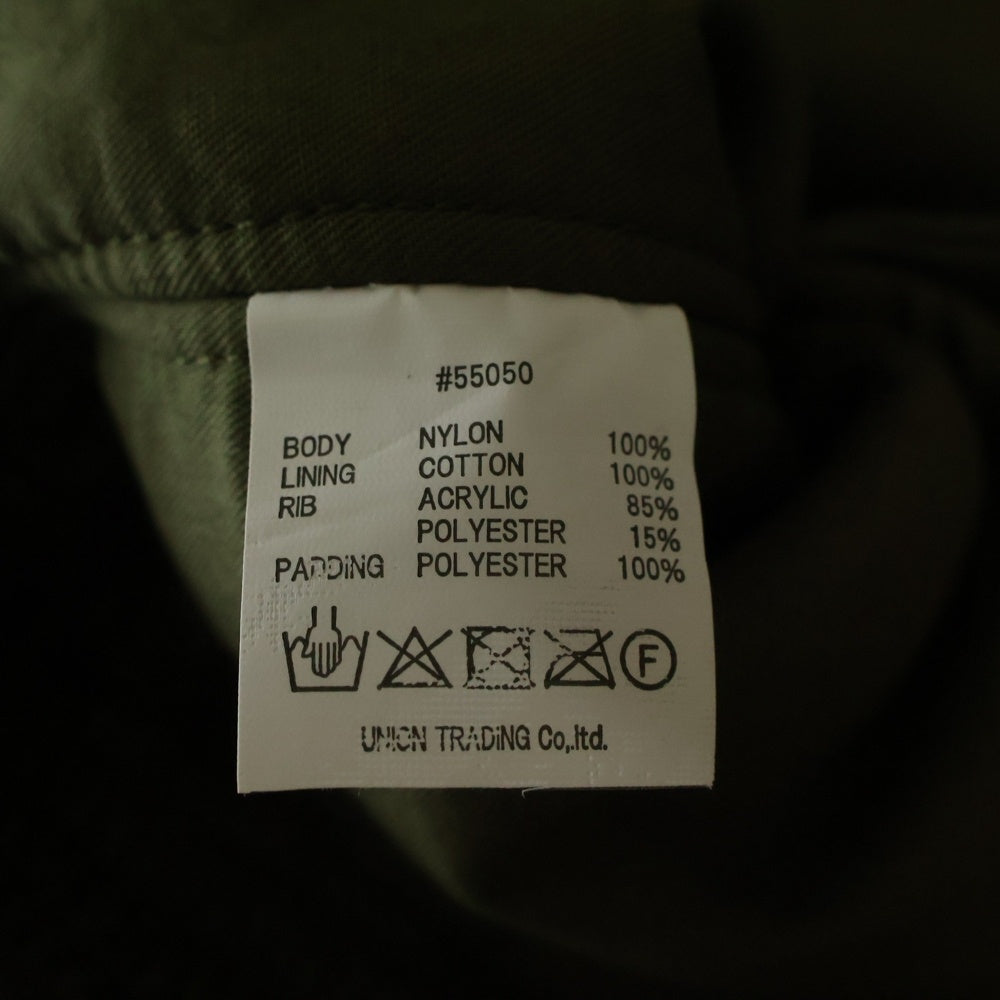 #55050
BODY NYLON 100%
LINING COTTON 100%
RIB ACRYLIC 85%
POLYESTER 15%
PADDING POLYESTER 100%
F
UNION TRADING Co,.ltd.